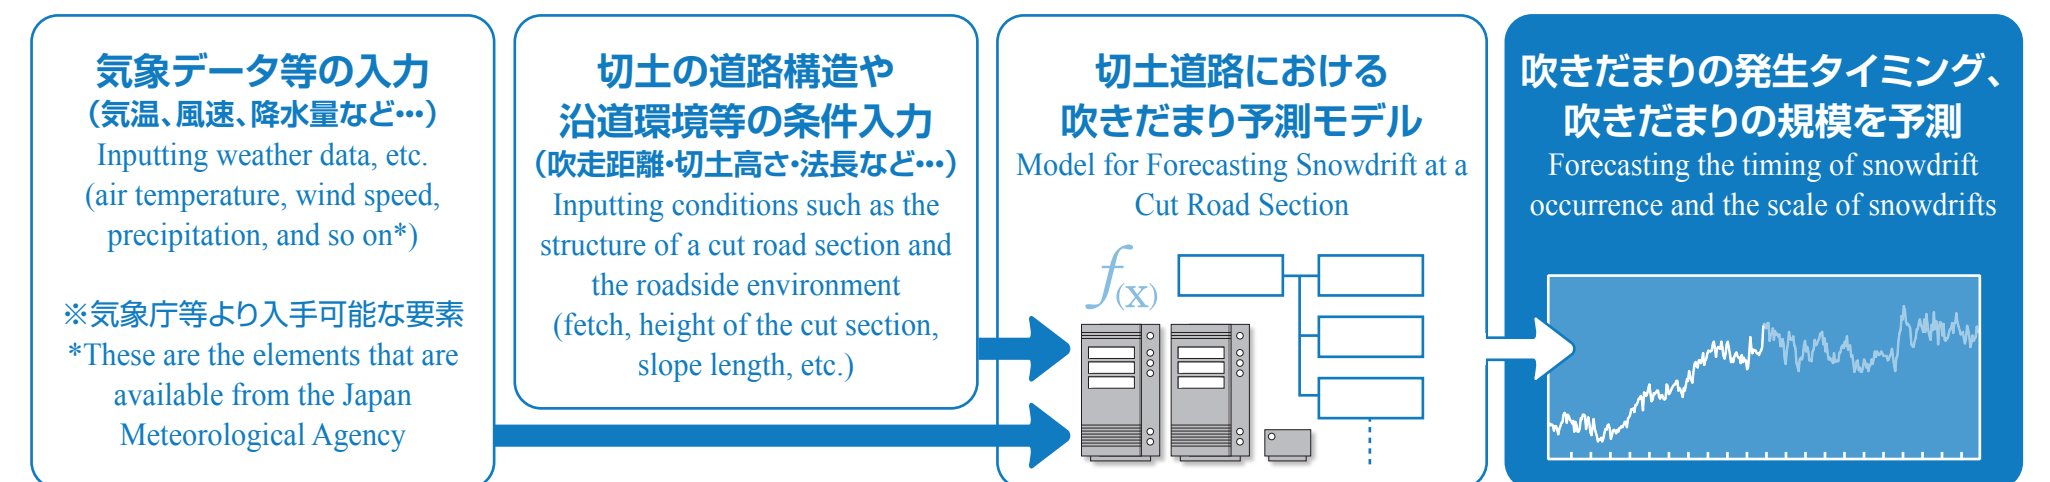 気象データ等の入力
（気温、風速、降水量など…）
Inputting weather data, etc.
(air temperature, wind speed,
precipitation, and so on*)
※気象庁等より入手可能な要素
*These are the elements that are
available from the Japan
Meteorological Agency
切土の道路構造や
沿道環境等の条件入力
（吹走距離・切土高さ・法長など…）
Inputting conditions such as the
structure of a cut road section and
the roadside environment
(fetch, height of the cut section,
slope length, etc.)
切土道路における
吹きだまり予測モデル
Model for Forecasting Snowdrift at a
Cut Road Section
f(x)
吹きだまりの発生タイミング、
吹きだまりの規模を予測
Forecasting the timing of snowdrift
occurrence and the scale of snowdrifts